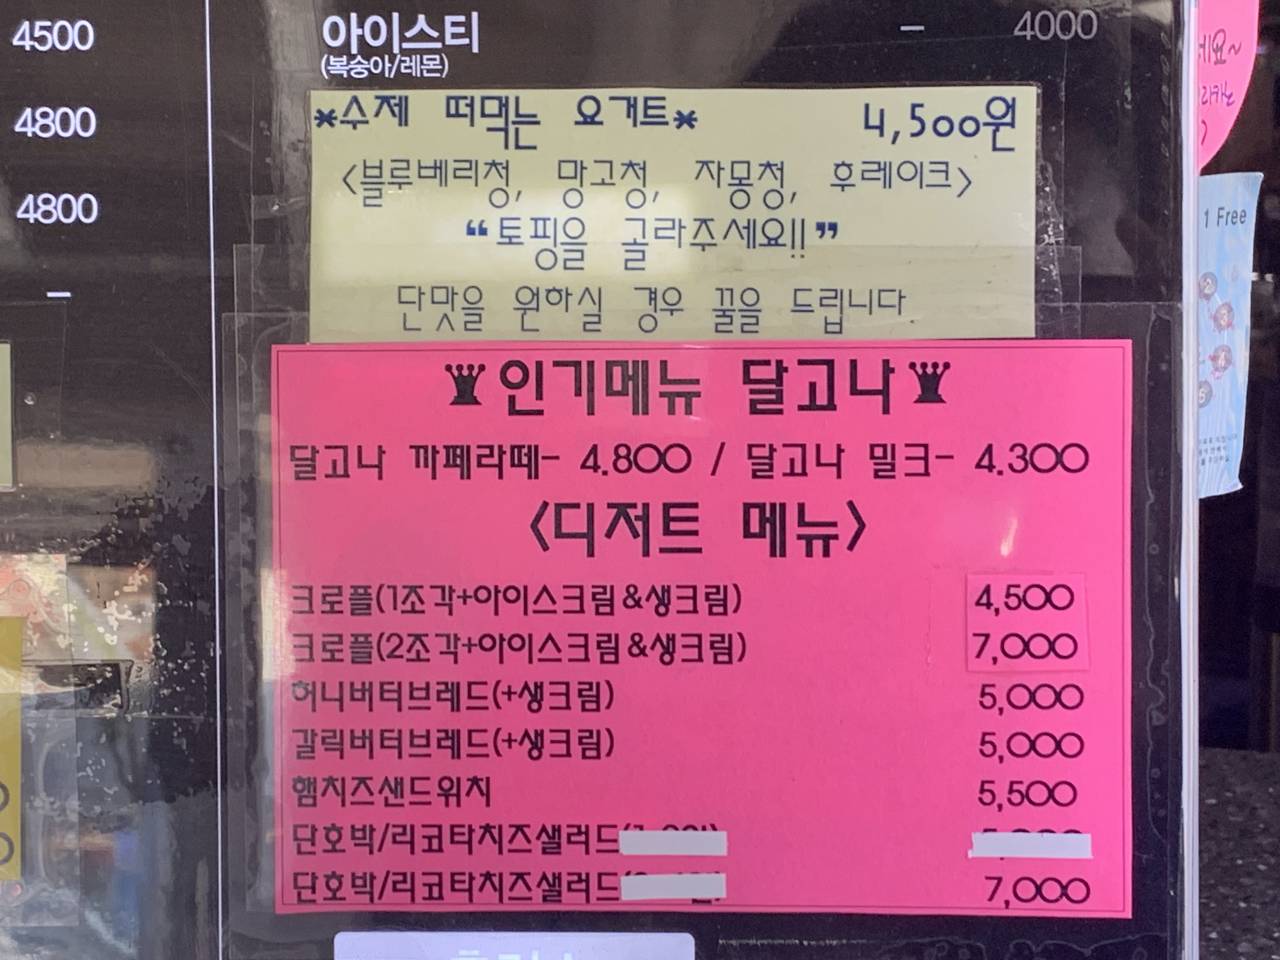 4500
4800
4800
–
아이스티 – 4000
(복숭아/레몬)
*수제 떠먹는 요거트* 4,500원
<블루베리청, 망고청, 자몽청, 후레이크>
“토핑을 골라주세요!!”
단맛을 원하실 경우 꿀을 드립니다
인기메뉴 달고나
달고나 까페라떼- 4.800 / 달고나 밀크- 4.300
<디저트 메뉴>
크로플(1조각+아이스크림&생크림) 4,500
크로플(2조각+아이스크림&생크림) 7,000
허니버터브레드(+생크림) 5,000
갈릭버터브레드(+생크림) 5,000
햄치즈샌드위치 5,500
단호박/리코타치즈샐러드
단호박/리코타치즈샐러드 7,000
1 Free